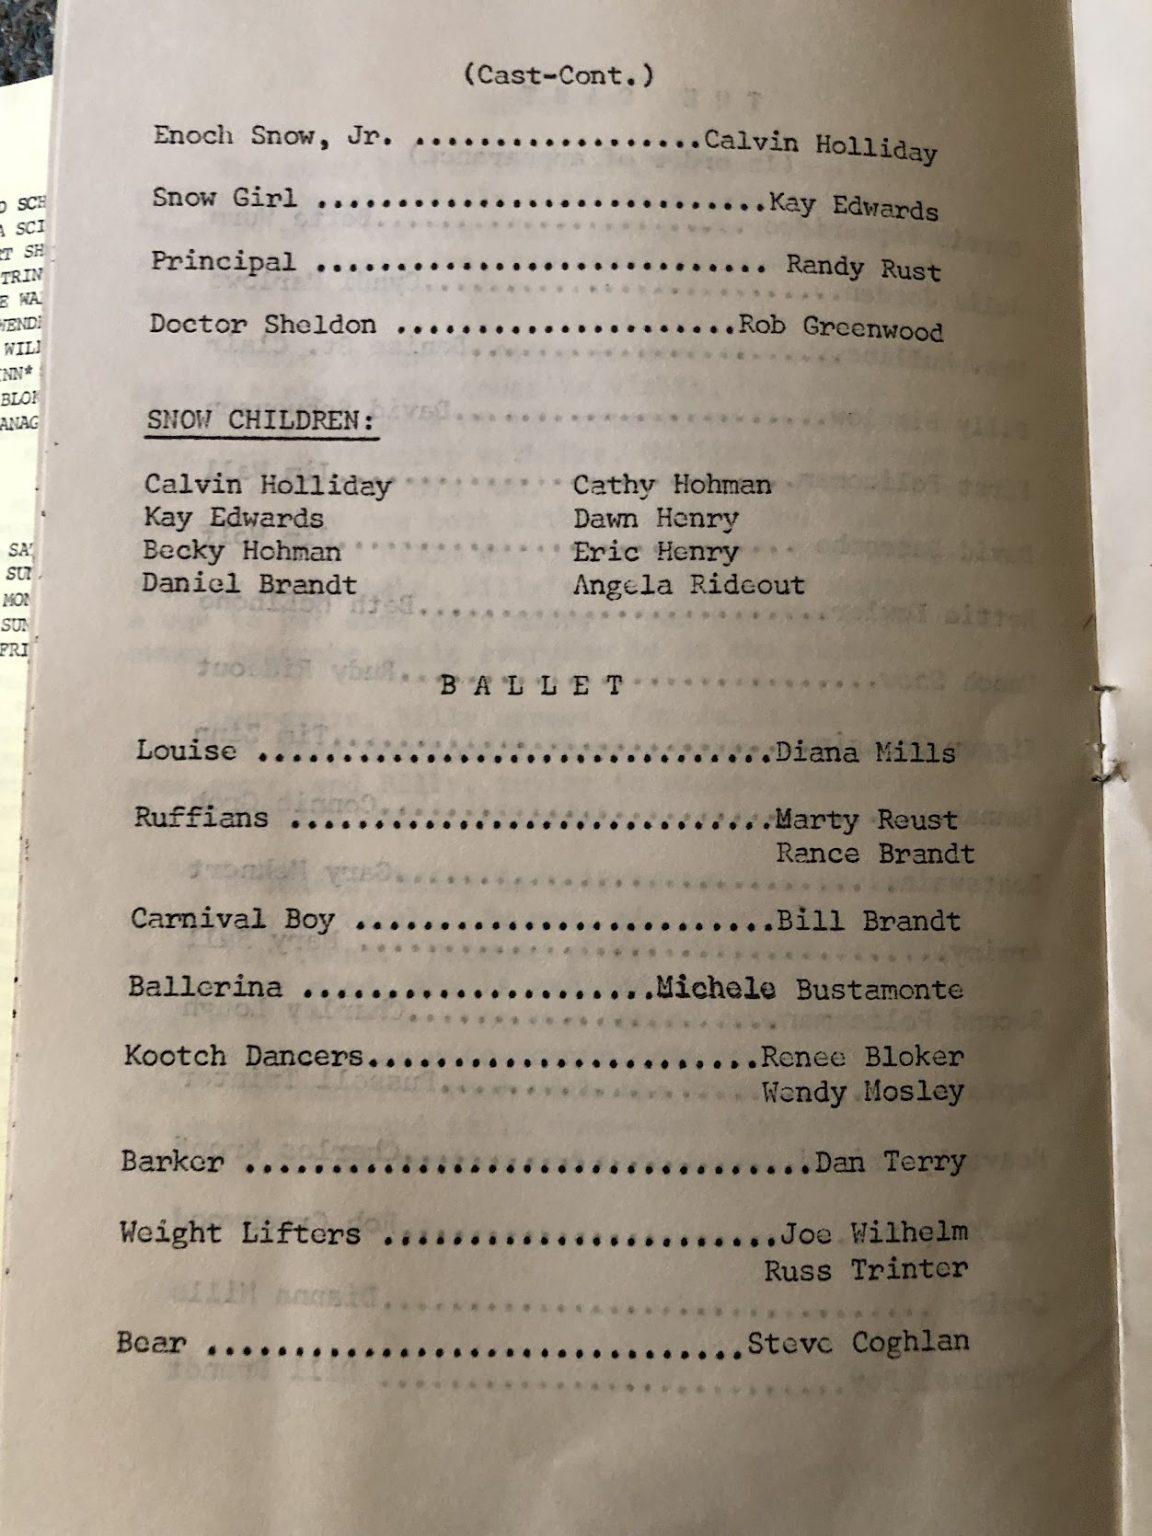 (Cast-Cont.)
Enoch Snow, Jr. .................Calvin Holliday
Snow Girl ...........................Kay Edwards
Principal ........................... Randy Rust
Doctor Sheldon ....................Rob Greenwood
SNOW CHILDREN:
Calvin Holliday Cathy Hohman
Kay Edwards Dawn Henry
Becky Hohman Eric Henry
Daniel Brandt Angela Rideout
B A L L E T
Louise ...............................Diana Mills
Ruffians .............................Marty Reust
Rance Brandt
Carnival Boy .........................Bill Brandt
Ballerina .....................Michele Bustamonte
Kootch Dancers.......................Renee Bloker
Wendy Mosley
Barker ..................................Dan Terry
Weight Lifters .......................Joe Wilhelm
Russ Trinter
Bear ...............................Steve Coghlan